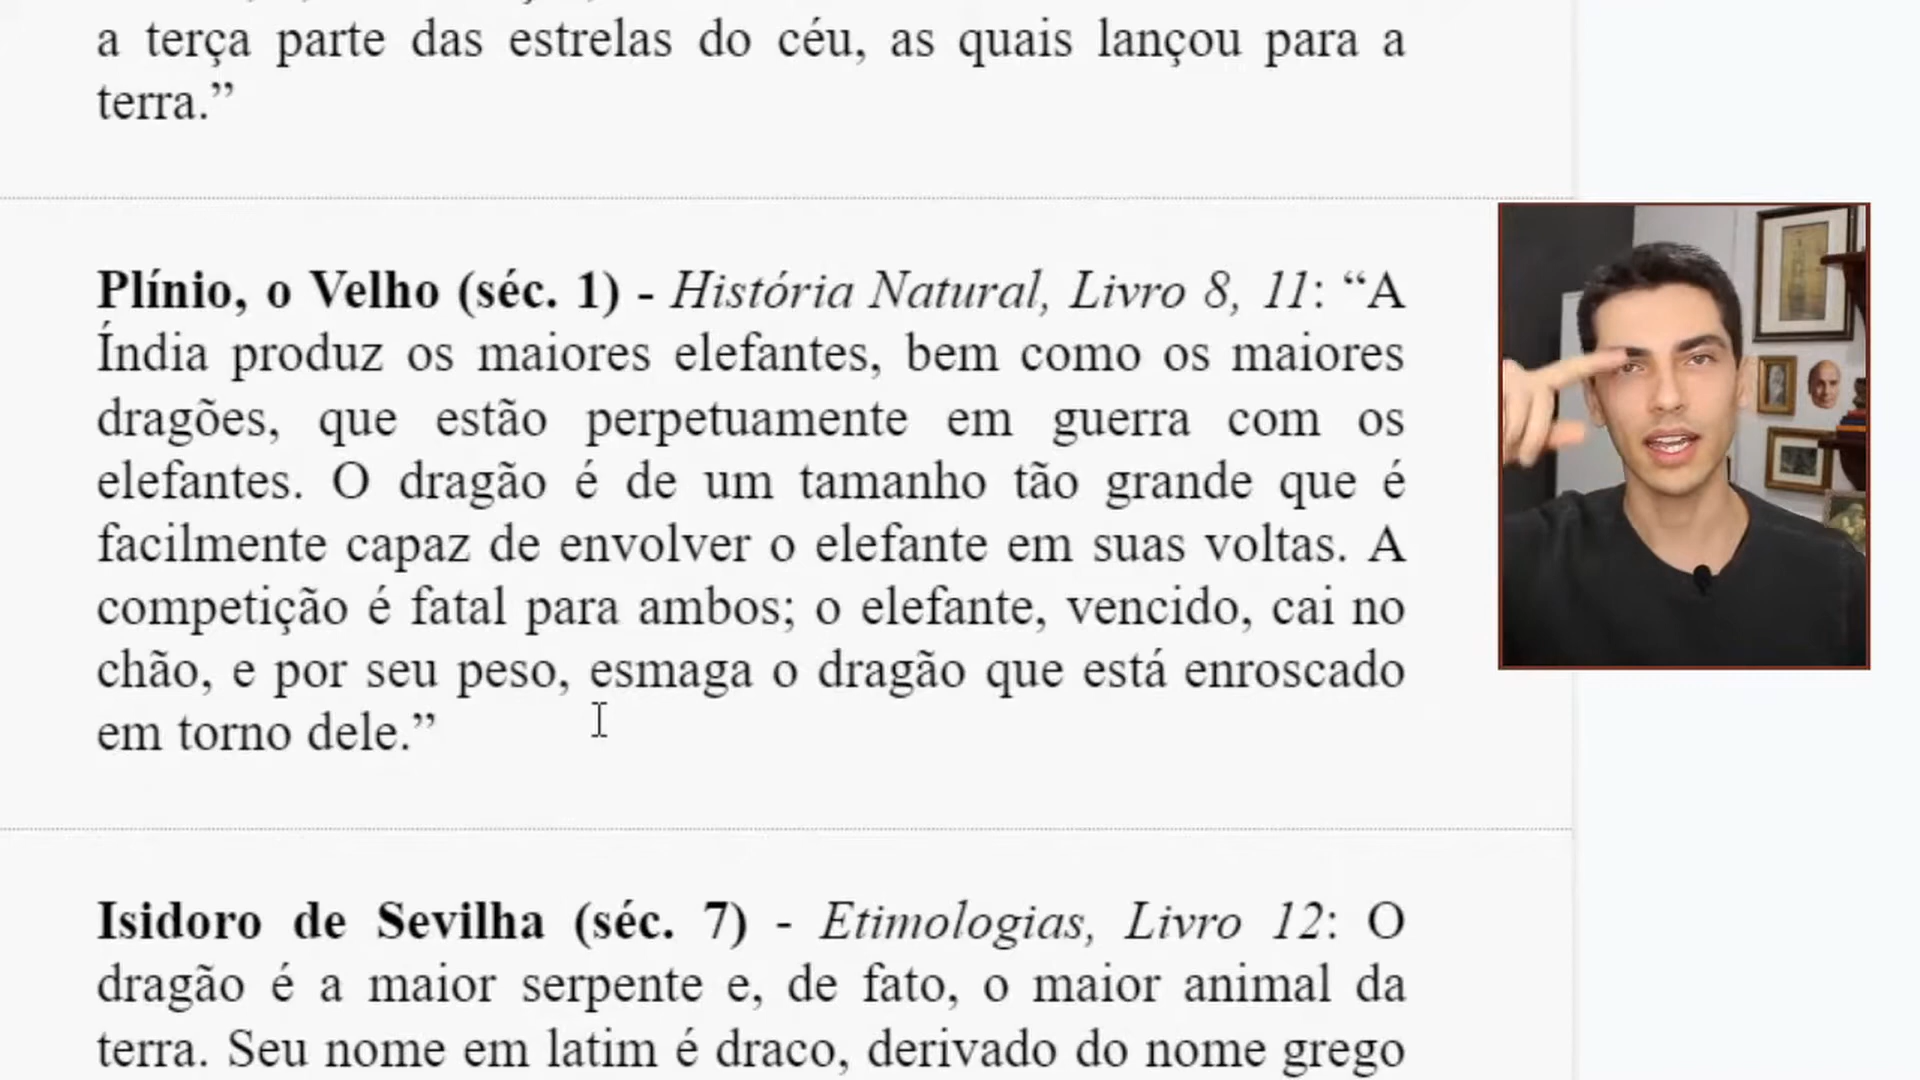 a terça parte das estrelas do céu, as quais lançou para a
terra.”
Plínio, o Velho (séc. 1) - História Natural, Livro 8, 11: “A
Índia produz os maiores elefantes, bem como os maiores
dragões, que estão perpetuamente em guerra com os
elefantes. O dragão é de um tamanho tão grande que é
facilmente capaz de envolver o elefante em suas voltas. A
competição é fatal para ambos; o elefante, vencido, cai no
chão, e por seu peso, esmaga o dragão que está enroscado
em torno dele.”
Isidoro de Sevilha (séc. 7) - Etimologias, Livro 12: O
dragão é a maior serpente e, de fato, o maior animal da
terra. Seu nome em latim é draco, derivado do nome grego